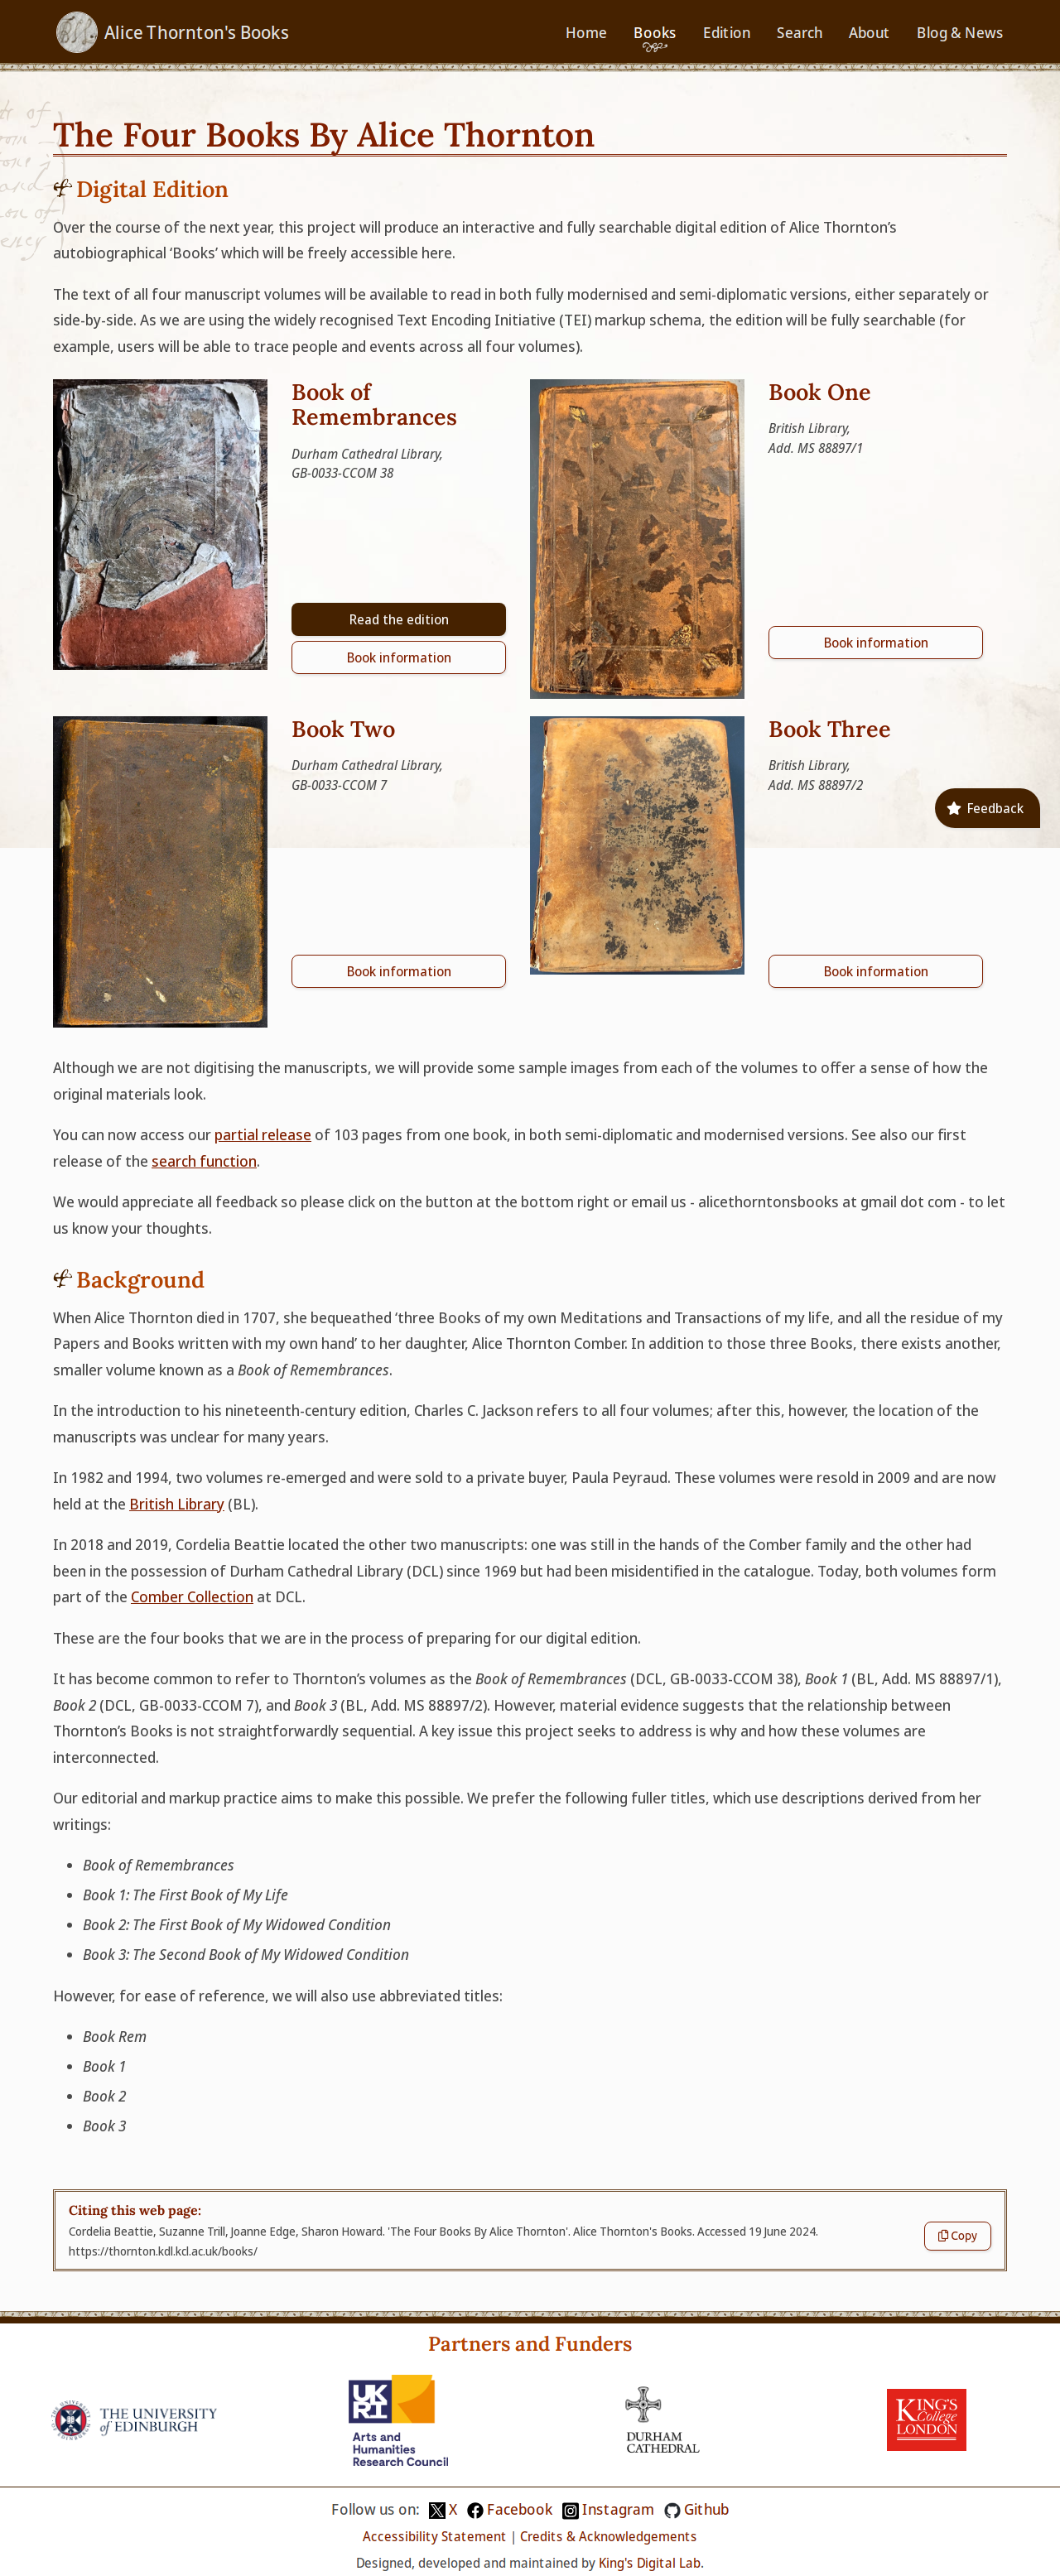 Alice Thornton's Books
Home Books Edition Search About Blog & News
The Four Books By Alice Thornton
Digital Edition
Over the course of the next year, this project will produce an interactive and fully searchable digital edition of Alice Thornton’s
autobiographical ‘Books’ which will be freely accessible here.
The text of all four manuscript volumes will be available to read in both fully modernised and semi-diplomatic versions, either separately or
side-by-side. As we are using the widely recognised Text Encoding Initiative (TEI) markup schema, the edition will be fully searchable (for
example, users will be able to trace people and events across all four volumes).
Book of
Remembrances
Durham Cathedral Library,
GB-0033-CCOM 38
Read the edition
Book information
Book One
British Library,
Add. MS 88897/1
Book information
Book Two
Durham Cathedral Library,
GB-0033-CCOM 7
Book information
Book Three
British Library,
Add. MS 88897/2
Book information
Feedback
Although we are not digitising the manuscripts, we will provide some sample images from each of the volumes to offer a sense of how the
original materials look.
You can now access our partial release of 103 pages from one book, in both semi-diplomatic and modernised versions. See also our first
release of the search function.
We would appreciate all feedback so please click on the button at the bottom right or email us - alicethorntonsbooks at gmail dot com - to let
us know your thoughts.
Background
When Alice Thornton died in 1707, she bequeathed ‘three Books of my own Meditations and Transactions of my life, and all the residue of my
Papers and Books written with my own hand’ to her daughter, Alice Thornton Comber. In addition to those three Books, there exists another,
smaller volume known as a Book of Remembrances.
In the introduction to his nineteenth-century edition, Charles C. Jackson refers to all four volumes; after this, however, the location of the
manuscripts was unclear for many years.
In 1982 and 1994, two volumes re-emerged and were sold to a private buyer, Paula Peyraud. These volumes were resold in 2009 and are now
held at the British Library (BL).
In 2018 and 2019, Cordelia Beattie located the other two manuscripts: one was still in the hands of the Comber family and the other had
been in the possession of Durham Cathedral Library (DCL) since 1969 but had been misidentified in the catalogue. Today, both volumes form
part of the Comber Collection at DCL.
These are the four books that we are in the process of preparing for our digital edition.
It has become common to refer to Thornton’s volumes as the Book of Remembrances (DCL, GB-0033-CCOM 38), Book 1 (BL, Add. MS 88897/1),
Book 2 (DCL, GB-0033-CCOM 7), and Book 3 (BL, Add. MS 88897/2). However, material evidence suggests that the relationship between
Thornton’s Books is not straightforwardly sequential. A key issue this project seeks to address is why and how these volumes are
interconnected.
Our editorial and markup practice aims to make this possible. We prefer the following fuller titles, which use descriptions derived from her
writings:
• Book of Remembrances
• Book 1: The First Book of My Life
• Book 2: The First Book of My Widowed Condition
• Book 3: The Second Book of My Widowed Condition
However, for ease of reference, we will also use abbreviated titles:
• Book Rem
• Book 1
• Book 2
• Book 3
Citing this web page:
Cordelia Beattie, Suzanne Trill, Joanne Edge, Sharon Howard. 'The Four Books By Alice Thornton'. Alice Thornton's Books. Accessed 19 June 2024.
https://thornton.kdl.kcl.ac.uk/books/
Copy
Partners and Funders
THE UNIVERSITY
of EDINBURGH
UK
RI
Arts and
Humanities
Research Council
DURHAM
CATHEDRAL
KING'S
College
LONDON
Follow us on: X Facebook Instagram Github
Accessibility Statement | Credits & Acknowledgements
Designed, developed and maintained by King's Digital Lab.